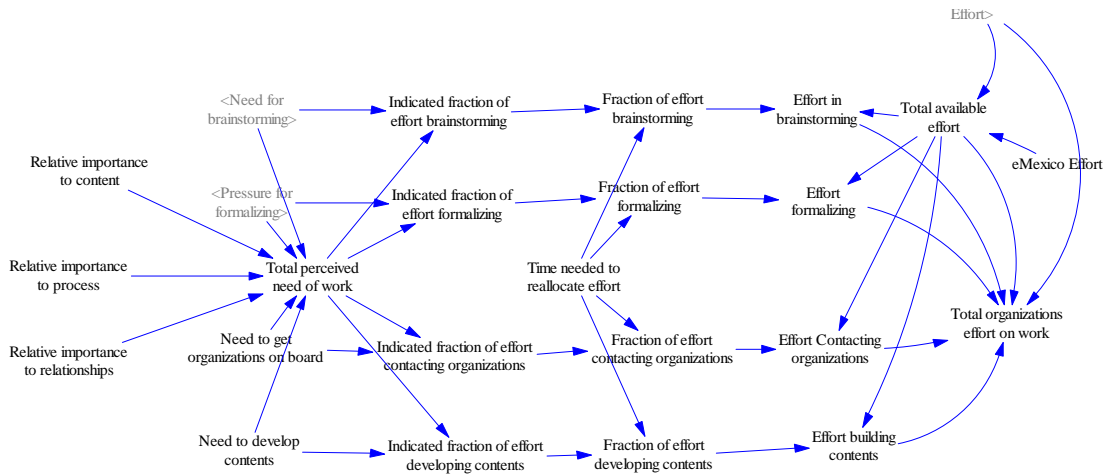 Effort>
<Need for
brainstorming>
Indicated fraction of
effort brainstorming
Fraction of effort
brainstorming
Effort in
brainstorming
Total available
effort
eMexico Effort
Relative importance
to content
<Pressure for
formalizing>
Indicated fraction of
effort formalizing
Fraction of effort
formalizing
Effort
formalizing
Relative importance
to process
Total perceived
need of work
Time needed to
reallocate effort
Total organizations
effort on work
Relative importance
to relationships
Need to get
organizations on board
Indicated fraction of effort
contacting organizations
Fraction of effort
contacting organizations
Effort Contacting
organizations
Need to develop
contents
Indicated fraction of effort
developing contents
Fraction of effort
developing contents
Effort building
contents